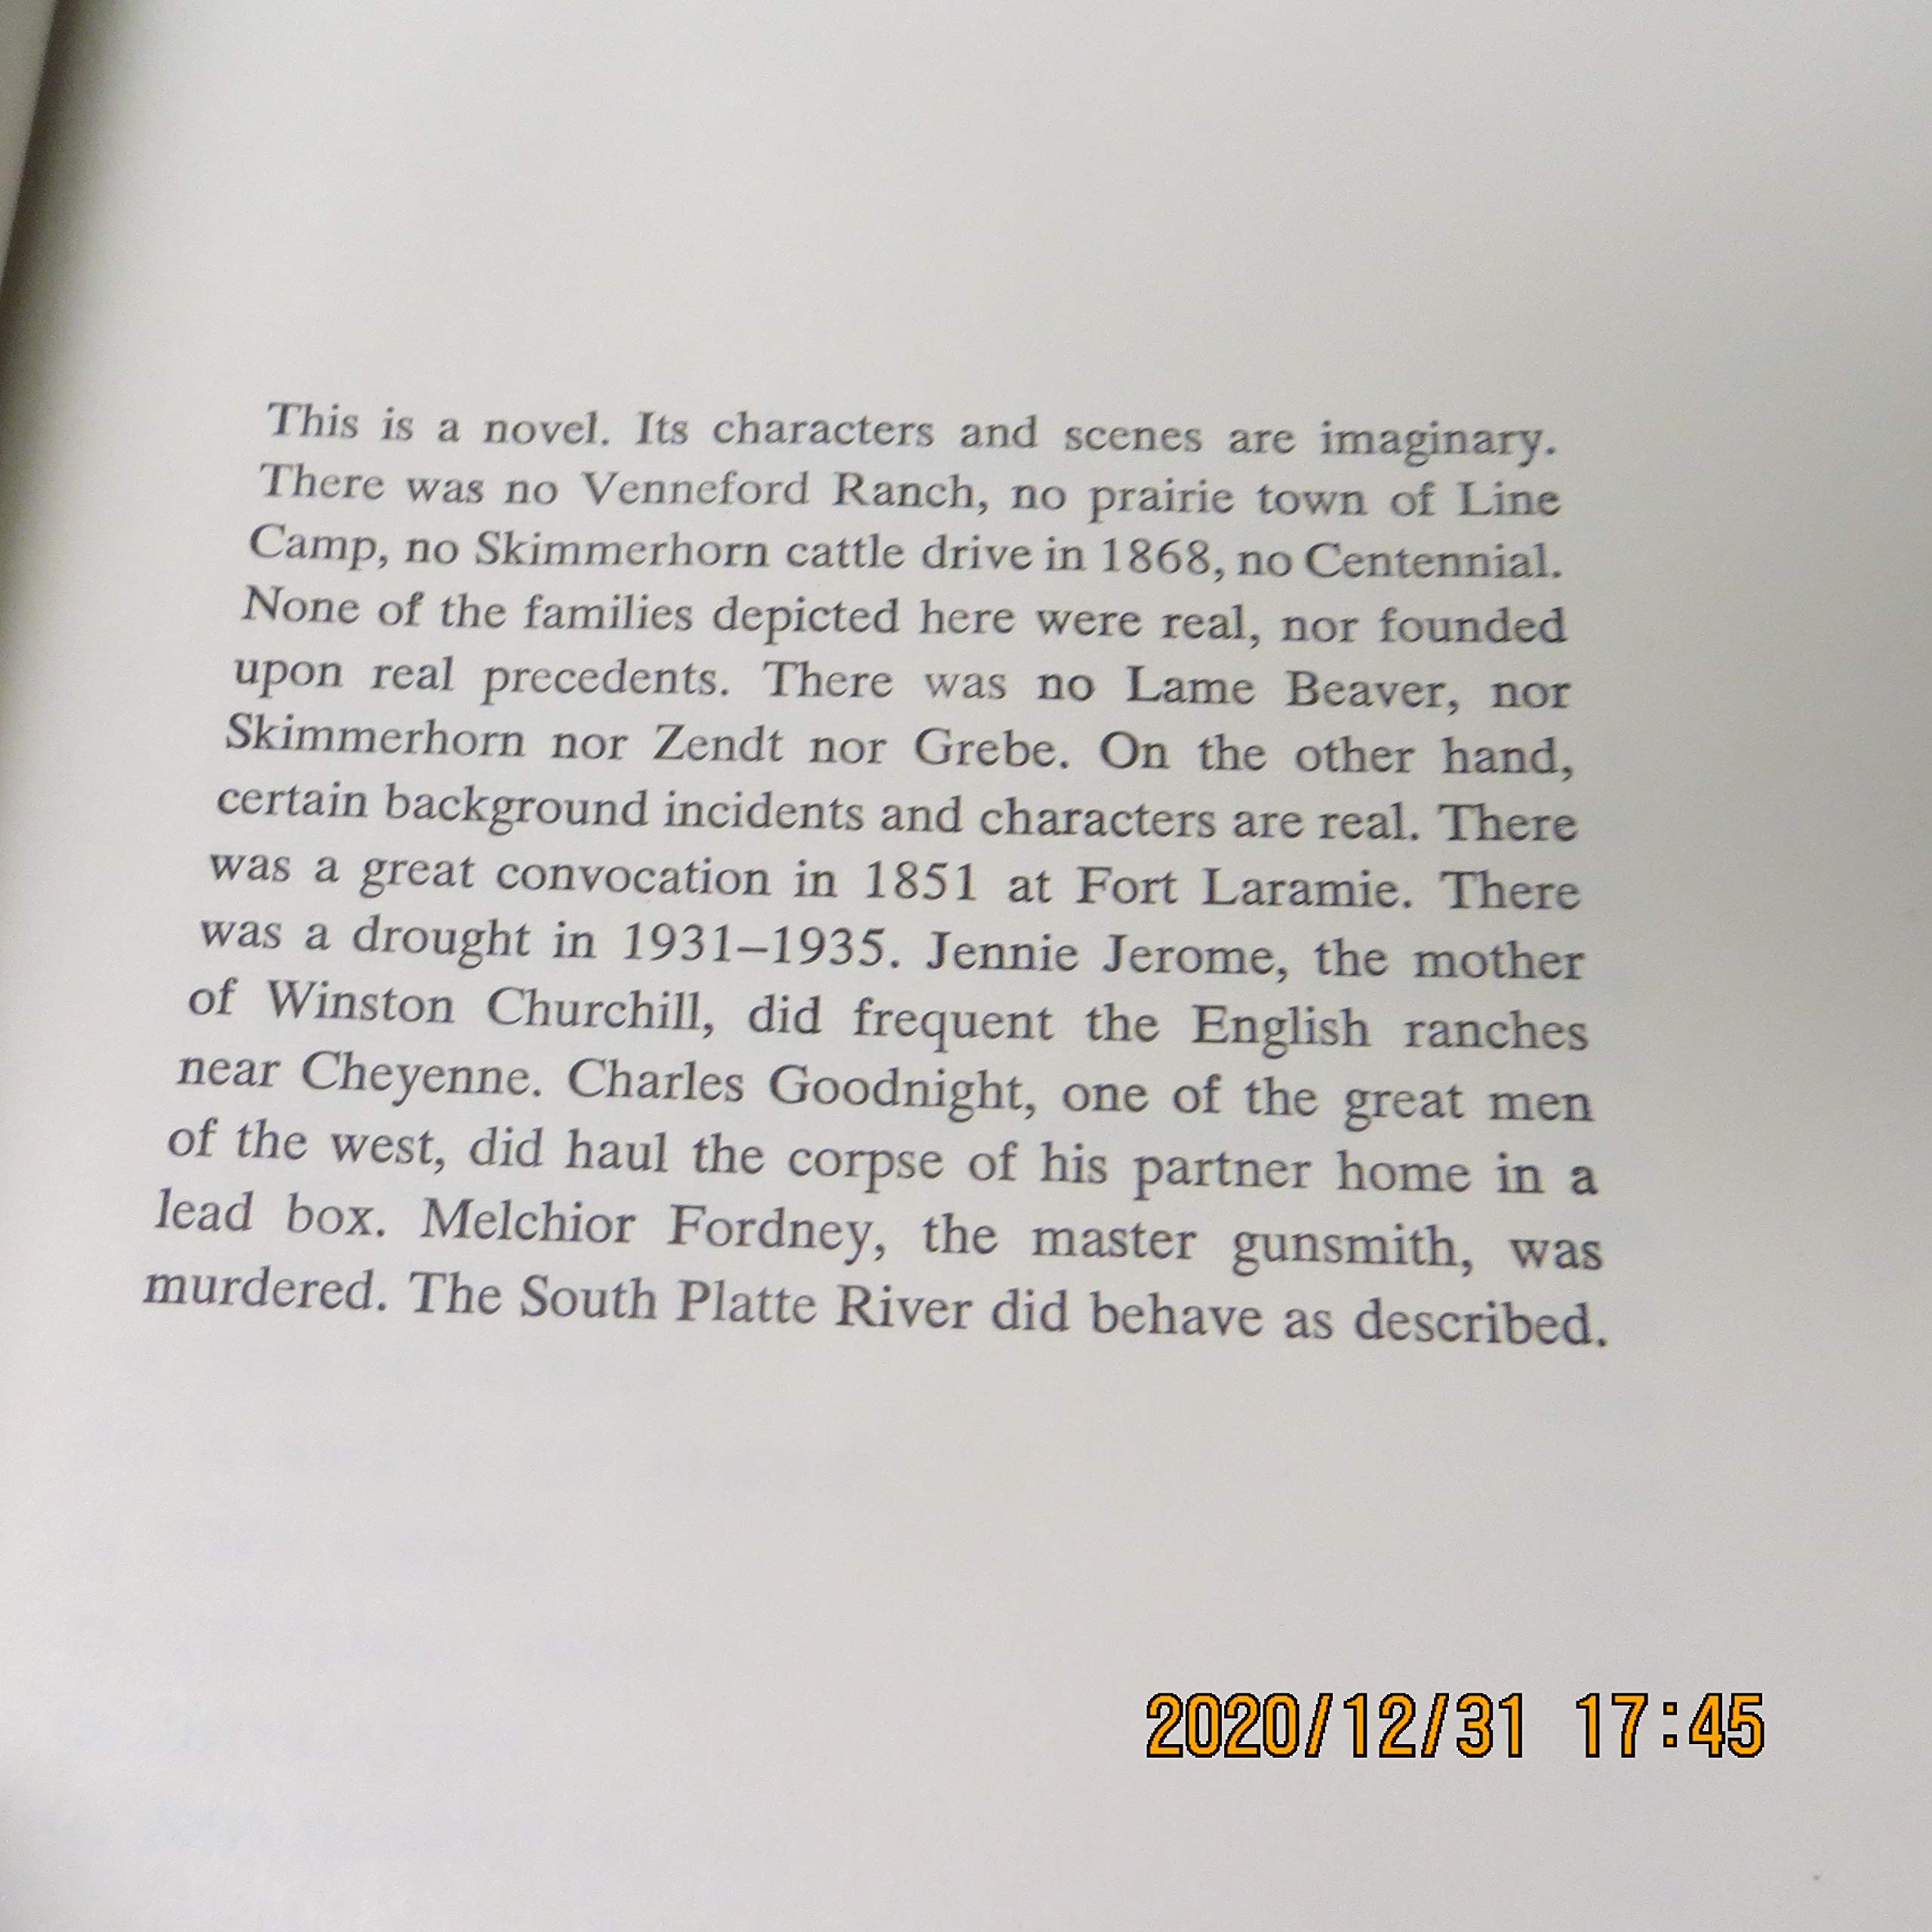 This is a novel. Its characters and scenes are imaginary.
There was no Venneford Ranch, no prairie town of Line
Camp, no Skimmerhorn cattle drive in 1868, no Centennial.
None of the families depicted here were real, nor founded
upon real precedents. There was no Lame Beaver, nor
Skimmerhorn nor Zendt nor Grebe. On the other hand,
certain background incidents and characters are real. There
was a great convocation in 1851 at Fort Laramie. There
was a drought in 1931–1935. Jennie Jerome, the mother
of Winston Churchill, did frequent the English ranches
near Cheyenne. Charles Goodnight, one of the great men
of the west, did haul the corpse of his partner home in a
lead box. Melchior Fordney, the master gunsmith, was
murdered. The South Platte River did behave as described.
2020/12/31 17:45